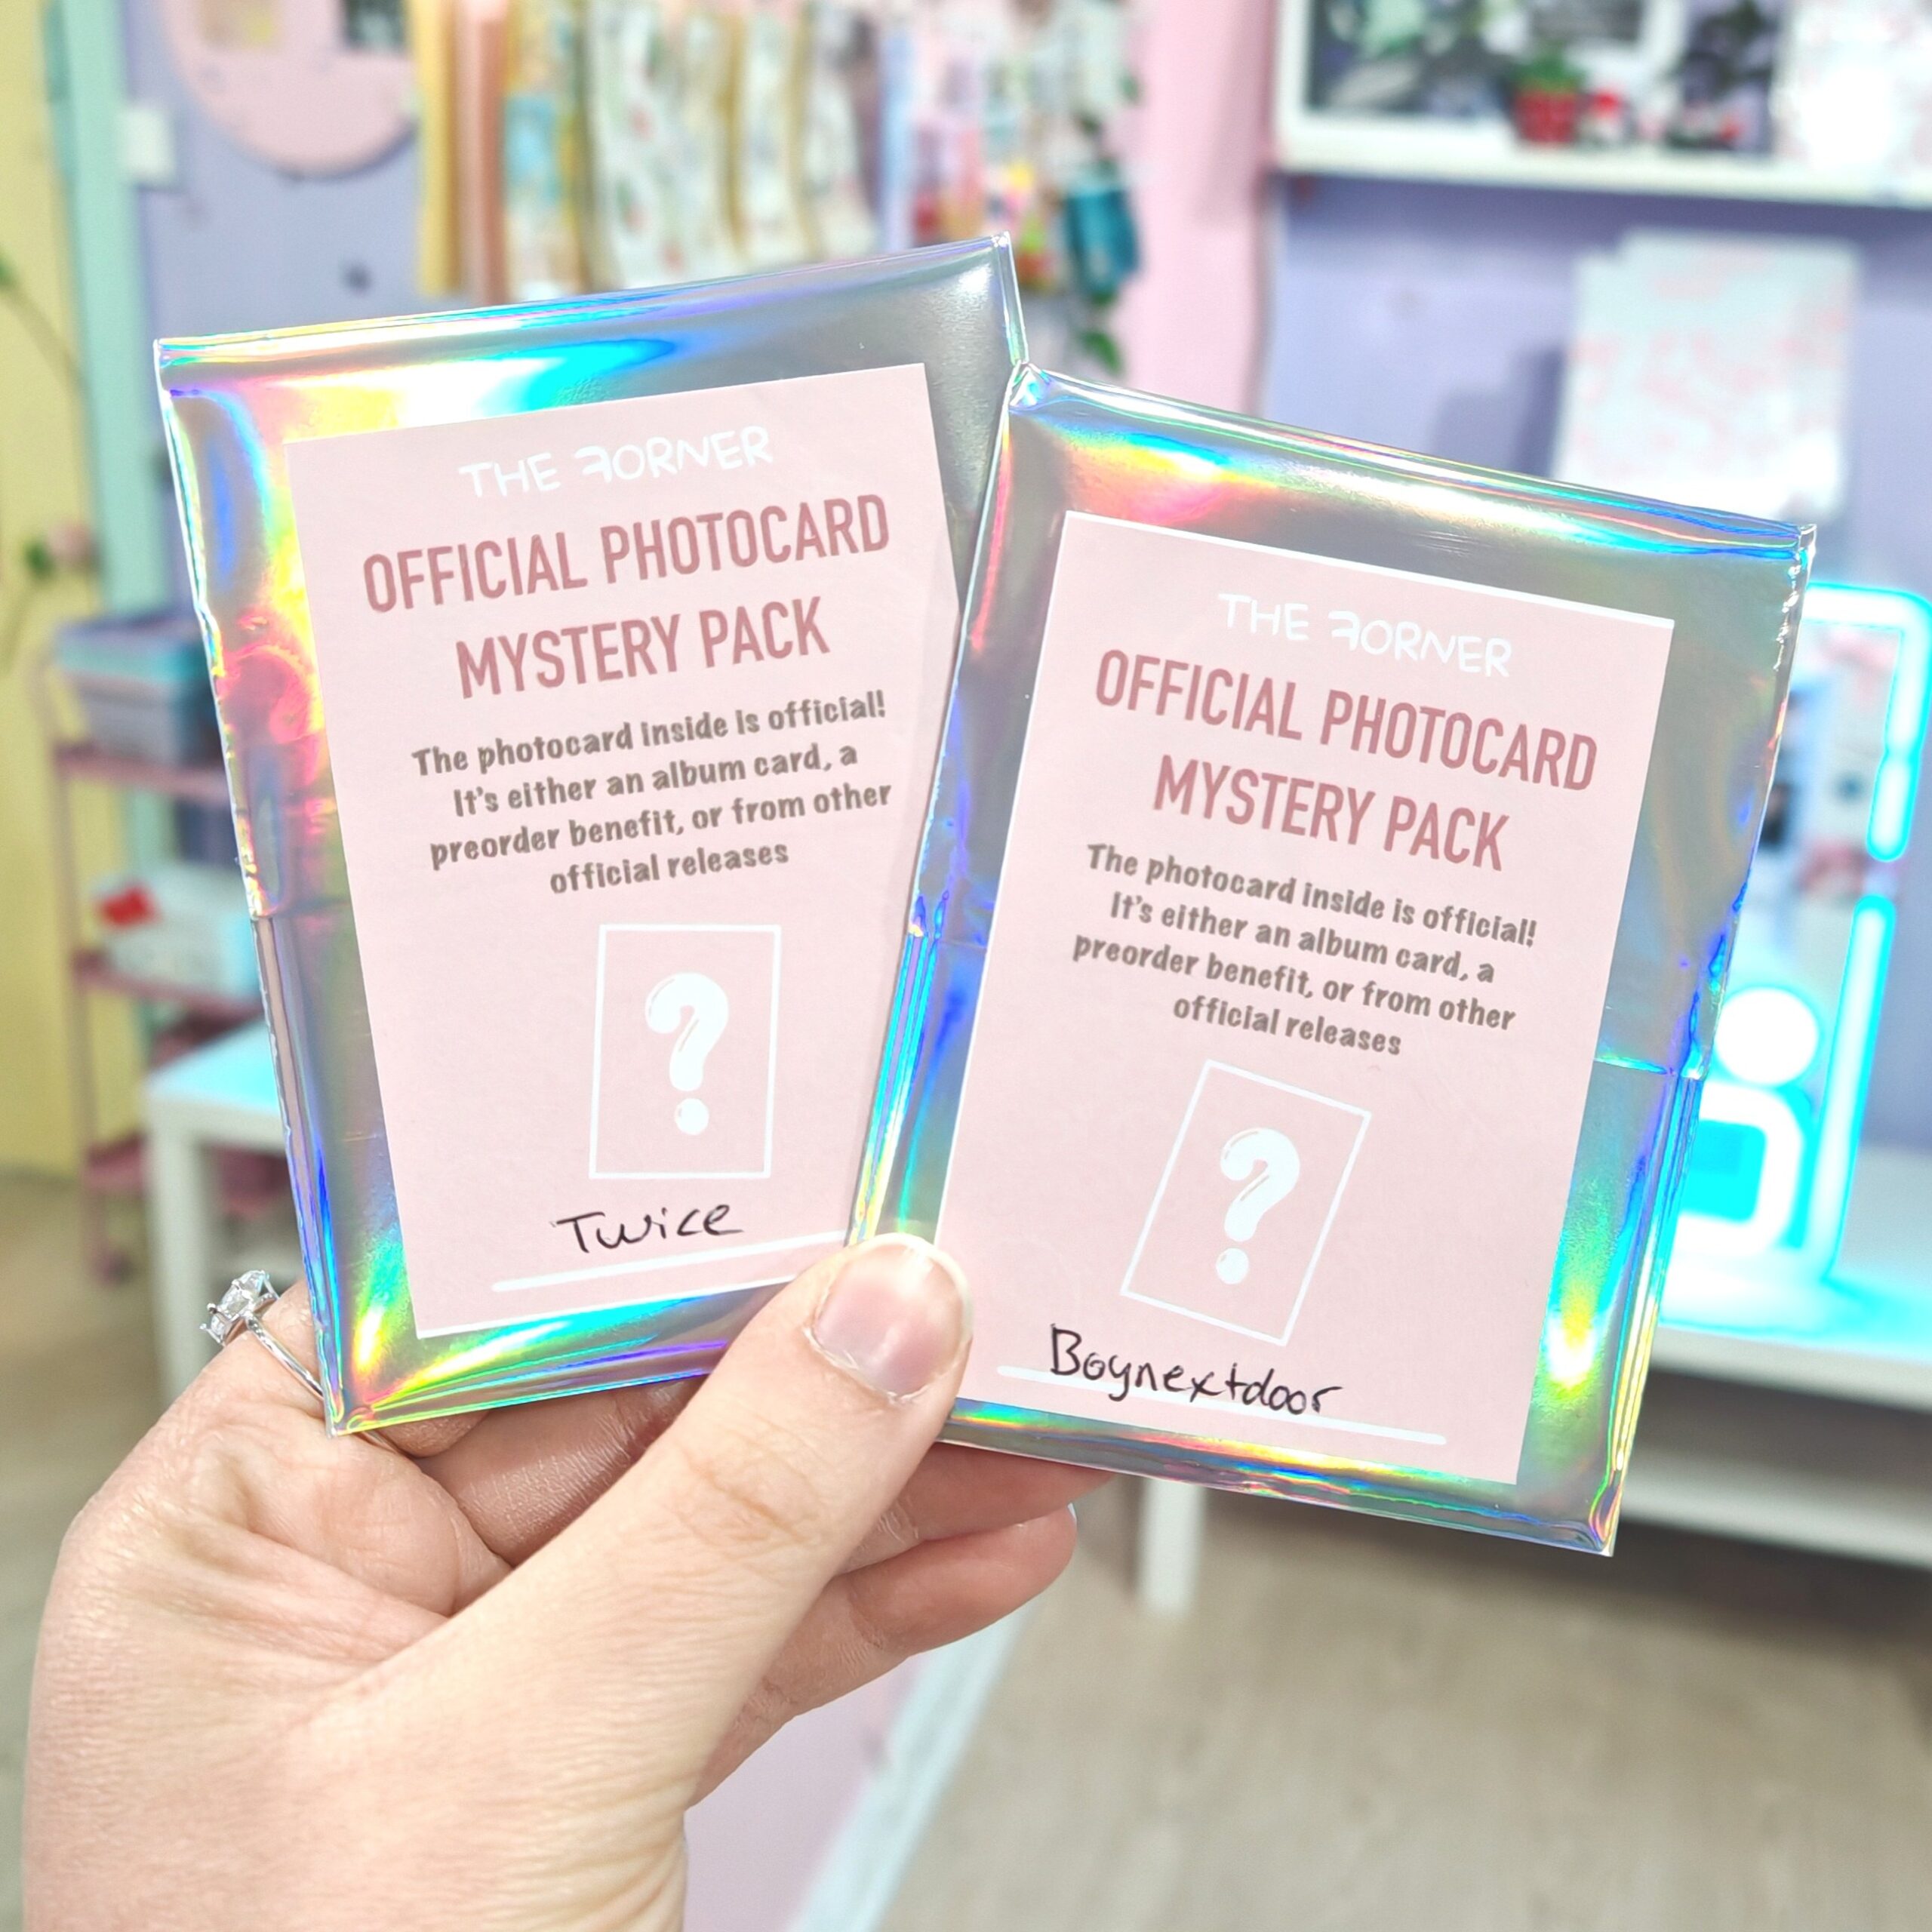 THE ㅋORNER
OFFICIAL PHOTOCARD
MYSTERY PACK
The photocard inside is official!
It's either an album card, a
preorder benefit, or from other
official releases
?
Twice
THE ㅋORNER
OFFICIAL PHOTOCARD
MYSTERY PACK
The photocard inside is official!
It's either an album card, a
preorder benefit, or from other
official releases
?
Boynextdoor